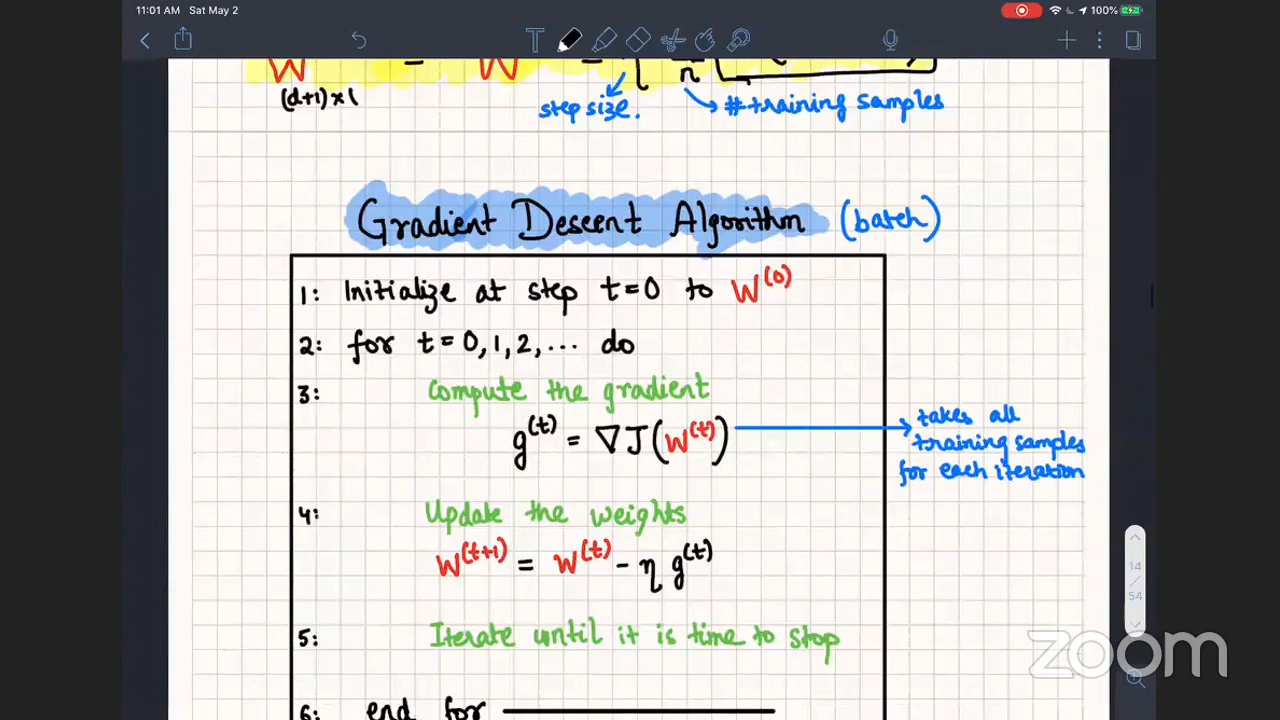 11:01 AM Sat May 2
100%
W = W - η n
(d+1)×1
step size.
# training samples
Gradient Descent Algorithm (batch)
1: Initialize at step t=0 to W^(0)
2: for t=0,1,2,... do
3: Compute the gradient
g^(t) = ∇J(W^(t))
takes all
training samples
for each iteration
4: Update the weights
W^(t+1) = W^(t) - η g^(t)
5: Iterate until it is time to stop
6: end for
14
/
54
zoom